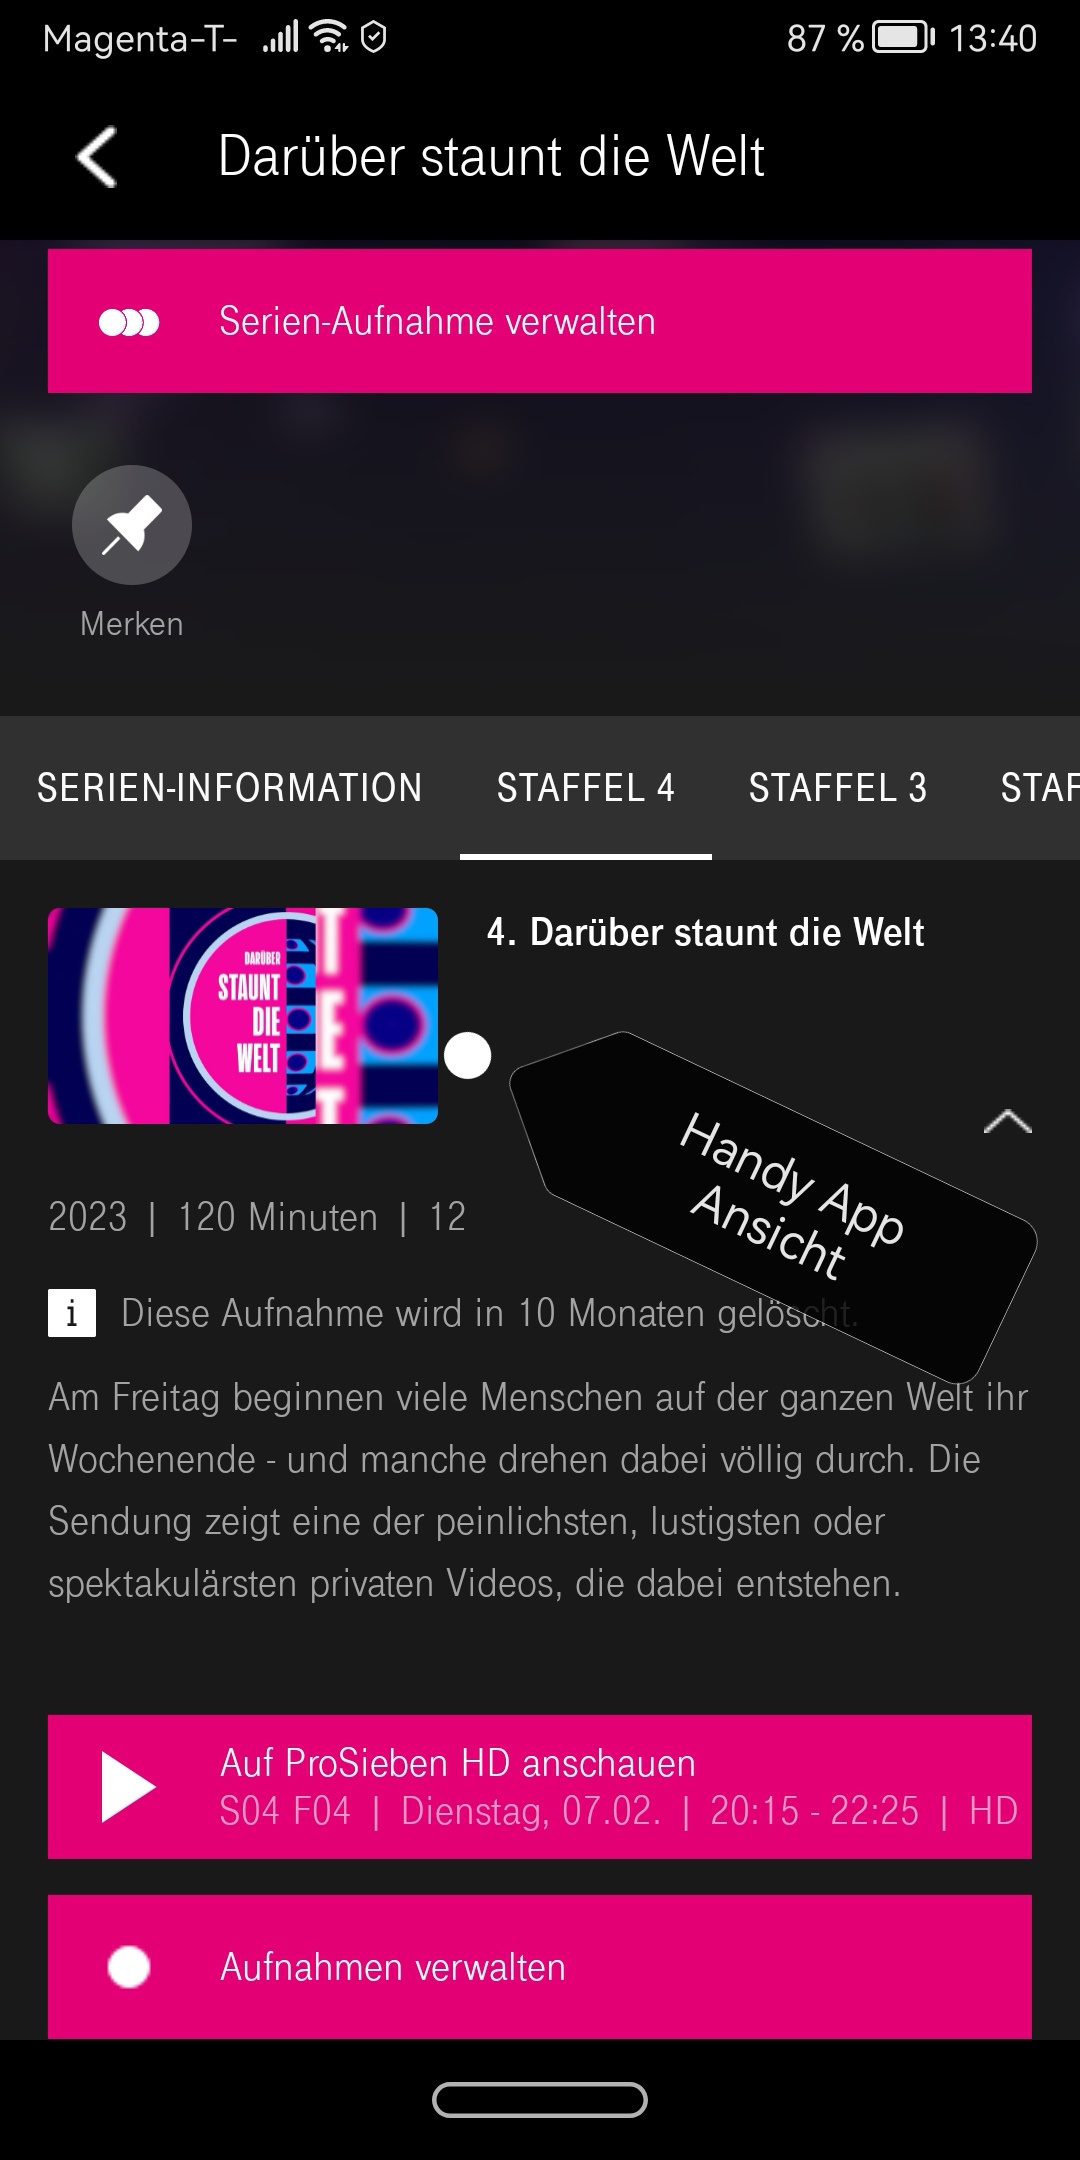 Magenta-T- 87 % 13:40
Darüber staunt die Welt
Serien-Aufnahme verwalten
Merken
SERIEN-INFORMATION STAFFEL 4 STAFFEL 3 STAF
DARÜBER
STAUNT
DIE
WELT
T
E
T
4. Darüber staunt die Welt
Handy App
Ansicht
2023 | 120 Minuten | 12
i Diese Aufnahme wird in 10 Monaten gelöscht.
Am Freitag beginnen viele Menschen auf der ganzen Welt ihr
Wochenende - und manche drehen dabei völlig durch. Die
Sendung zeigt eine der peinlichsten, lustigsten oder
spektakulärsten privaten Videos, die dabei entstehen.
Auf ProSieben HD anschauen
S04 F04 | Dienstag, 07.02. | 20:15 - 22:25 | HD
Aufnahmen verwalten